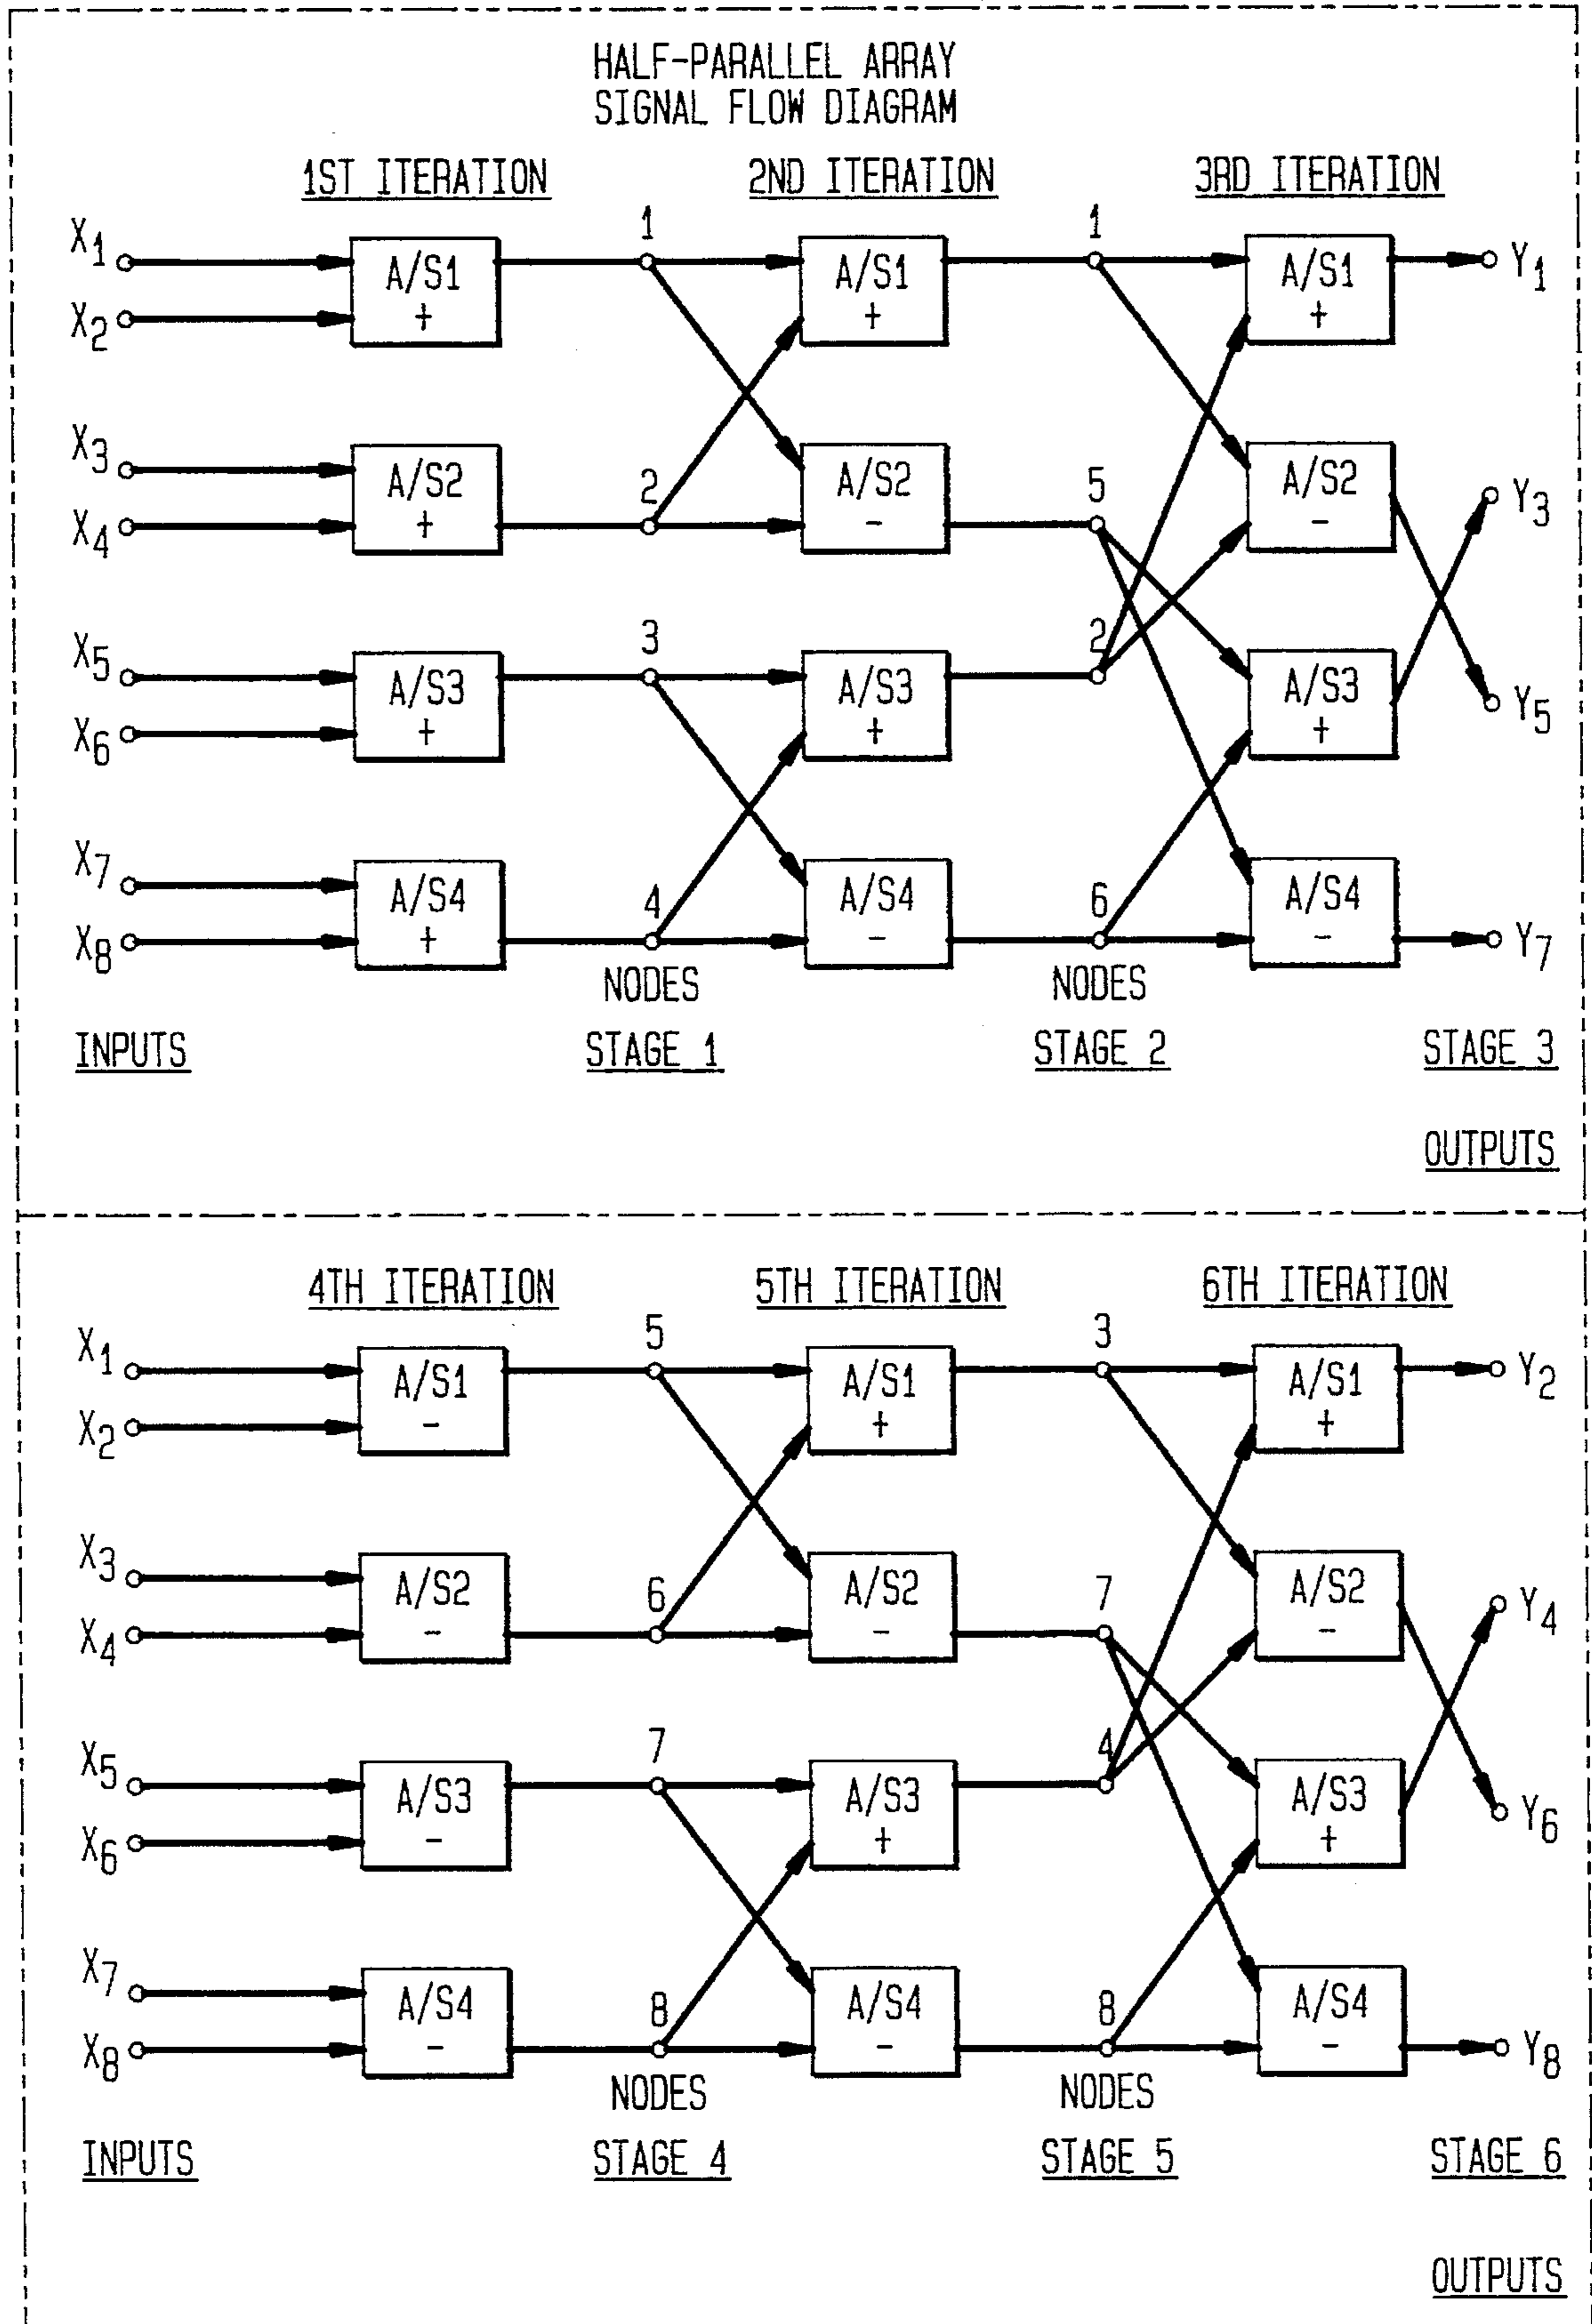 HALF-PARALLEL ARRAY
SIGNAL FLOW DIAGRAM
1ST ITERATION
2ND ITERATION
3RD ITERATION
X1
X2
A/S1
+
1
A/S1
+
1
A/S1
+
Y1
X3
X4
A/S2
+
2
A/S2
-
5
A/S2
-
Y3
X5
X6
A/S3
+
3
A/S3
+
2
A/S3
+
Y5
X7
X8
A/S4
+
4
A/S4
-
6
A/S4
-
Y7
NODES
NODES
INPUTS
STAGE 1
STAGE 2
STAGE 3
OUTPUTS
4TH ITERATION
5TH ITERATION
6TH ITERATION
X1
X2
A/S1
-
5
A/S1
+
3
A/S1
+
Y2
X3
X4
A/S2
-
6
A/S2
-
7
A/S2
-
Y4
X5
X6
A/S3
-
7
A/S3
+
4
A/S3
+
Y6
X7
X8
A/S4
-
8
A/S4
-
8
A/S4
-
Y8
NODES
NODES
INPUTS
STAGE 4
STAGE 5
STAGE 6
OUTPUTS